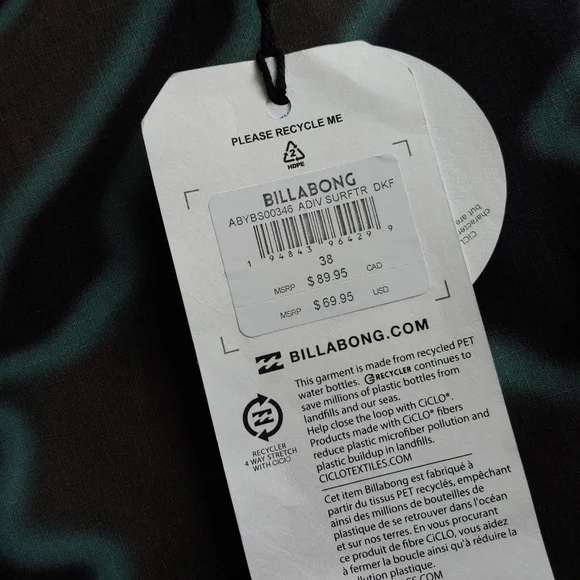 PLEASE RECYCLE ME
2
HDPE
BILLABONG
ABYBS00346 ADIV SURFTR DKF
1 94843 96429 9
38
MSRP $89.95 CAD
MSRP $69.95 USD
BILLABONG.COM
This garment is made from recycled PET
water bottles. RECYCLER continues to
save millions of plastic bottles from
landfills and our seas.
Help close the loop with CiCLO®.
Products made with CiCLO® fibers
reduce plastic microfiber pollution and
plastic buildup in landfills.
CICLOTEXTILES.COM
RECYCLER
4 WAY STRETCH
WITH CICLO
Cet item Billabong est fabriqué à
partir du tissus PET recyclés, empêchant
ainsi des millions de bouteilles de
plastique de se retrouver dans l'océan
et sur nos terres. En vous procurant
ce produit de fibre CiCLO, vous aidez
à fermer la boucle ainsi qu'à réduire la
pollution plastique.
character
but are